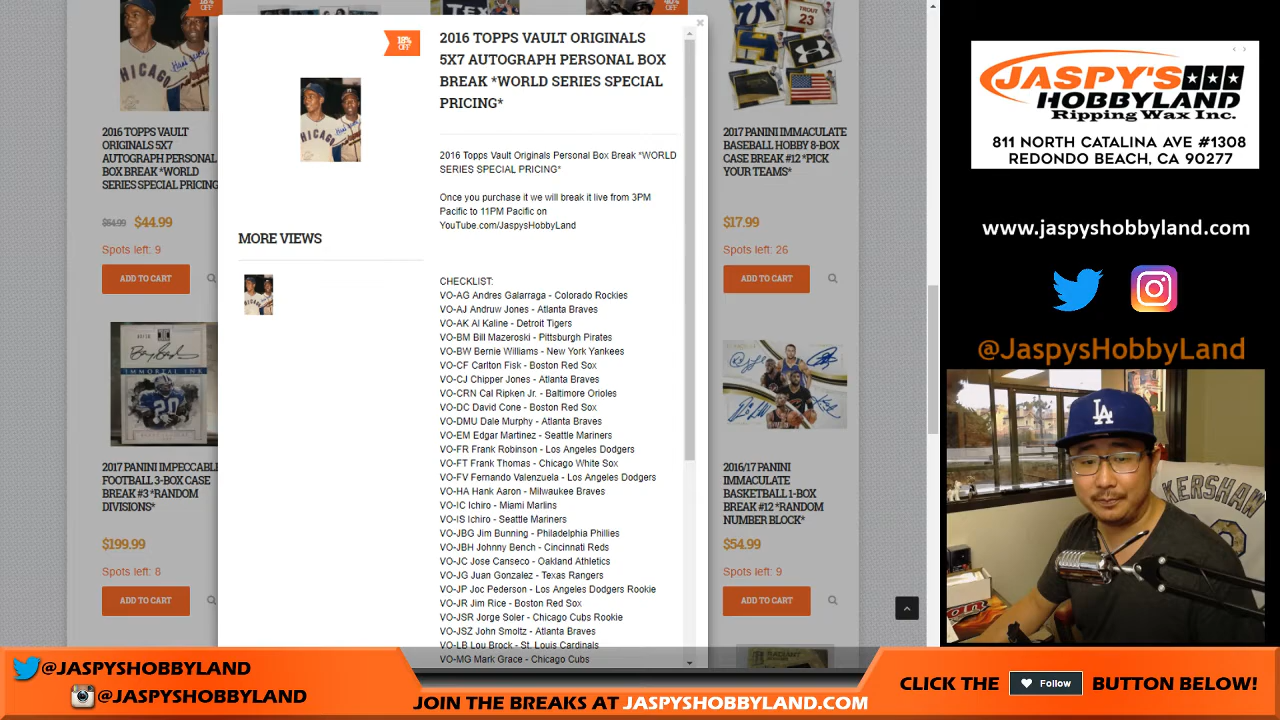 18%
OFF
2016 TOPPS VAULT ORIGINALS
5X7 AUTOGRAPH PERSONAL BOX
BREAK *WORLD SERIES SPECIAL
PRICING*
2016 Topps Vault Originals Personal Box Break *WORLD
SERIES SPECIAL PRICING*
Once you purchase it we will break it live from 3PM
Pacific to 11PM Pacific on
YouTube.com/JaspysHobbyLand
MORE VIEWS
CHECKLIST:
VO-AG Andres Galarraga - Colorado Rockies
VO-AJ Andruw Jones - Atlanta Braves
VO-AK Al Kaline - Detroit Tigers
VO-BM Bill Mazeroski - Pittsburgh Pirates
VO-BW Bernie Williams - New York Yankees
VO-CF Carlton Fisk - Boston Red Sox
VO-CJ Chipper Jones - Atlanta Braves
VO-CRN Cal Ripken Jr. - Baltimore Orioles
VO-DC David Cone - Boston Red Sox
VO-DMU Dale Murphy - Atlanta Braves
VO-EM Edgar Martinez - Seattle Mariners
VO-FR Frank Robinson - Los Angeles Dodgers
VO-FT Frank Thomas - Chicago White Sox
VO-FV Fernando Valenzuela - Los Angeles Dodgers
VO-HA Hank Aaron - Milwaukee Braves
VO-IC Ichiro - Miami Marlins
VO-IS Ichiro - Seattle Mariners
VO-JBG Jim Bunning - Philadelphia Phillies
VO-JBH Johnny Bench - Cincinnati Reds
VO-JC Jose Canseco - Oakland Athletics
VO-JG Juan Gonzalez - Texas Rangers
VO-JP Joc Pederson - Los Angeles Dodgers Rookie
VO-JR Jim Rice - Boston Red Sox
VO-JSR Jorge Soler - Chicago Cubs Rookie
VO-JSZ John Smoltz - Atlanta Braves
VO-LB Lou Brock - St. Louis Cardinals
VO-MG Mark Grace - Chicago Cubs
CHICAGO
2016 TOPPS VAULT
ORIGINALS 5X7
AUTOGRAPH PERSONAL
BOX BREAK *WORLD
SERIES SPECIAL PRICING
$54.99 $44.99
Spots left: 9
ADD TO CART
IMMORTAL INK
20
2017 PANINI IMPECCABL
FOOTBALL 3-BOX CASE
BREAK #3 *RANDOM
DIVISIONS*
$199.99
Spots left: 8
ADD TO CART
TROUT
23
2017 PANINI IMMACULATE
BASEBALL HOBBY 8-BOX
CASE BREAK #12 *PICK
YOUR TEAMS*
$17.99
Spots left: 26
ADD TO CART
2016/17 PANINI
IMMACULATE
BASKETBALL 1-BOX
BREAK #12 *RANDOM
NUMBER BLOCK*
$54.99
Spots left: 9
ADD TO CART
JASPY'S
HOBBYLAND
Ripping Wax Inc.
811 NORTH CATALINA AVE #1308
REDONDO BEACH, CA 90277
www.jaspyshobbyland.com
@JaspysHobbyLand
LA
KERSHAW
@JASPYSHOBBYLAND
@JASPYSHOBBYLAND
JOIN THE BREAKS AT JASPYSHOBBYLAND.COM
CLICK THE Follow BUTTON BELOW!